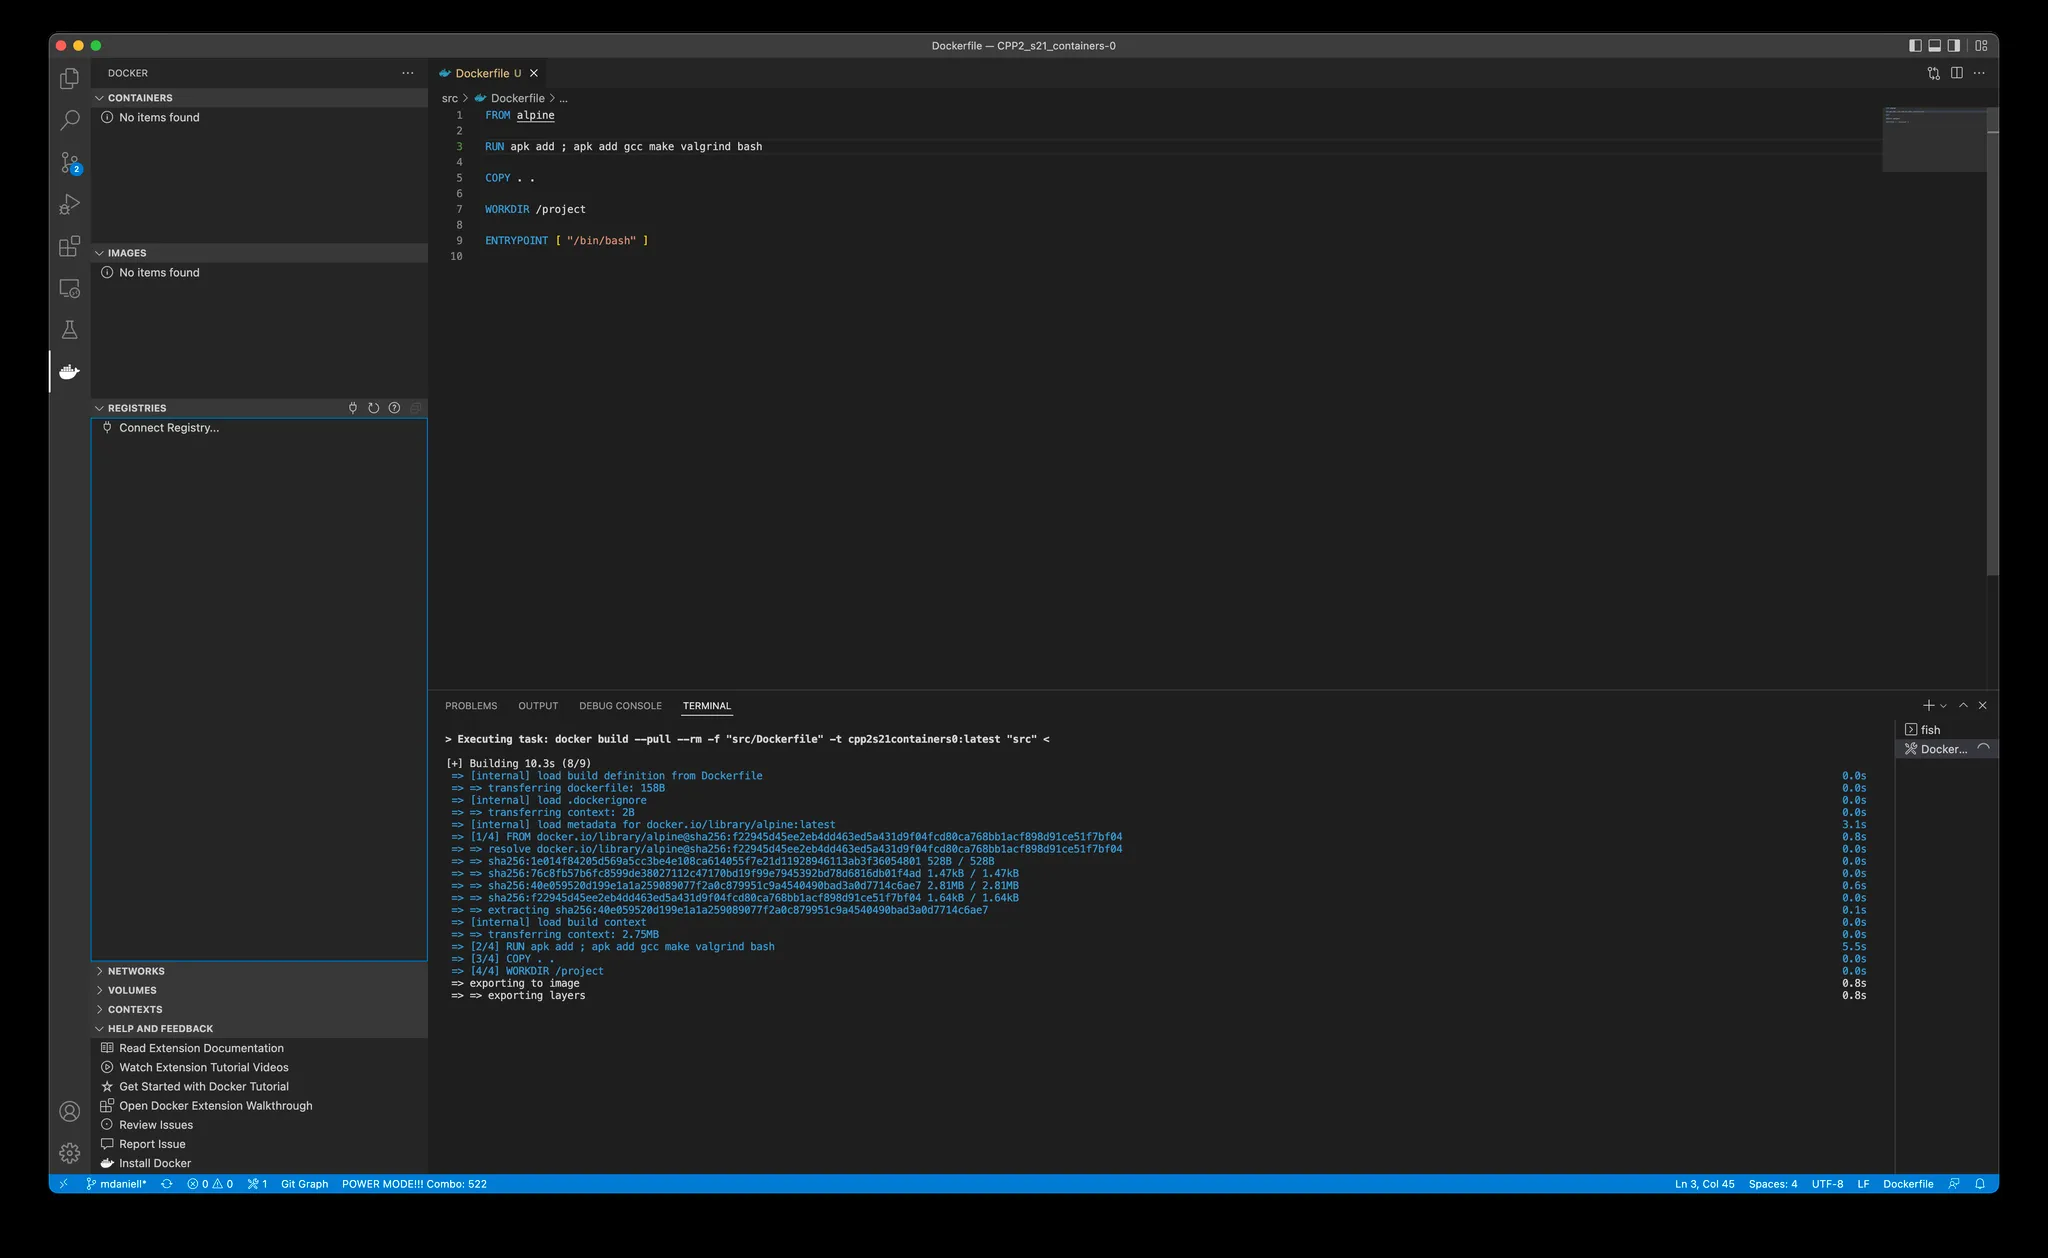 Dockerfile — CPP2_s21_containers-0
DOCKER
CONTAINERS
No items found
IMAGES
No items found
REGISTRIES
Connect Registry...
NETWORKS
VOLUMES
CONTEXTS
HELP AND FEEDBACK
Read Extension Documentation
Watch Extension Tutorial Videos
Get Started with Docker Tutorial
Open Docker Extension Walkthrough
Review Issues
Report Issue
Install Docker
2
Dockerfile U
src > Dockerfile > ...
1 FROM alpine
2
3 RUN apk add ; apk add gcc make valgrind bash
4
5 COPY . .
6
7 WORKDIR /project
8
9 ENTRYPOINT [ "/bin/bash" ]
10
PROBLEMS OUTPUT DEBUG CONSOLE TERMINAL
> Executing task: docker build --pull --rm -f "src/Dockerfile" -t cpp2s21containers0:latest "src" <
[+] Building 10.3s (8/9)
=> [internal] load build definition from Dockerfile 0.0s
=> => transferring dockerfile: 158B 0.0s
=> [internal] load .dockerignore 0.0s
=> => transferring context: 2B 0.0s
=> [internal] load metadata for docker.io/library/alpine:latest 3.1s
=> [1/4] FROM docker.io/library/alpine@sha256:f22945d45ee2eb4dd463ed5a431d9f04fcd80ca768bb1acf898d91ce51f7bf04 0.8s
=> => resolve docker.io/library/alpine@sha256:f22945d45ee2eb4dd463ed5a431d9f04fcd80ca768bb1acf898d91ce51f7bf04 0.0s
=> => sha256:1e014f84205d569a5cc3be4e108ca614055f7e21d11928946113ab3f36054801 528B / 528B 0.0s
=> => sha256:76c8fb57b6fc8599de38027112c47170bd19f99e7945392bd78d6816db01f4ad 1.47kB / 1.47kB 0.0s
=> => sha256:40e059520d199e1a1a259089077f2a0c879951c9a4540490bad3a0d7714c6ae7 2.81MB / 2.81MB 0.6s
=> => sha256:f22945d45ee2eb4dd463ed5a431d9f04fcd80ca768bb1acf898d91ce51f7bf04 1.64kB / 1.64kB 0.0s
=> => extracting sha256:40e059520d199e1a1a259089077f2a0c879951c9a4540490bad3a0d7714c6ae7 0.1s
=> [internal] load build context 0.0s
=> => transferring context: 2.75MB 0.0s
=> [2/4] RUN apk add ; apk add gcc make valgrind bash 5.5s
=> [3/4] COPY . . 0.0s
=> [4/4] WORKDIR /project 0.0s
=> exporting to image 0.8s
=> => exporting layers 0.8s
fish
Docker...
mdaniell* 0 0 1 Git Graph POWER MODE!!! Combo: 522
Ln 3, Col 45 Spaces: 4 UTF-8 LF Dockerfile